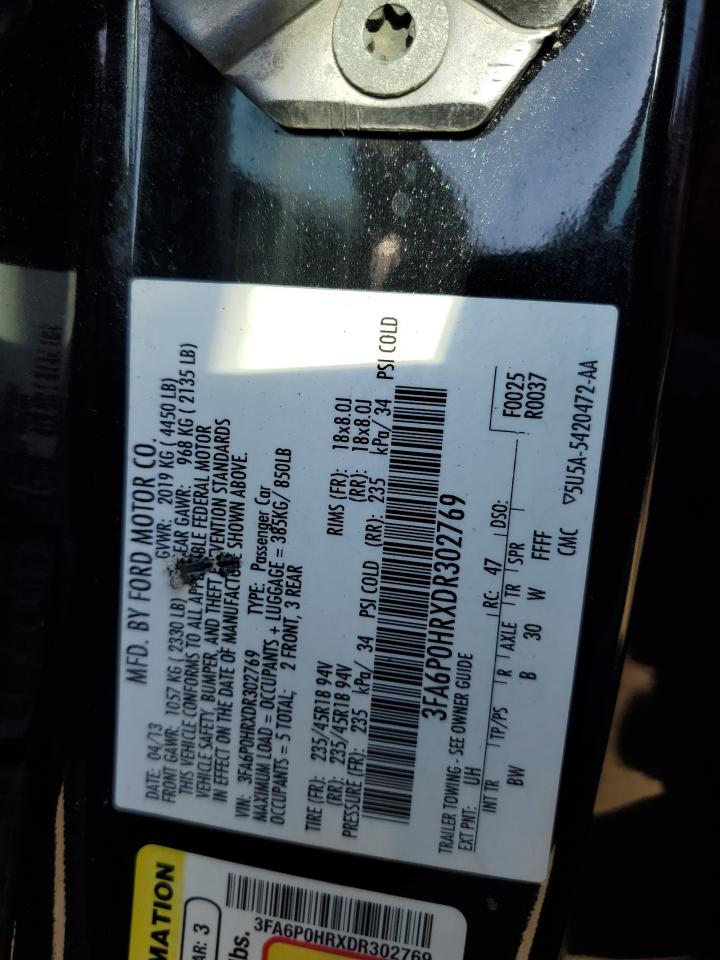 MFD. BY FORD MOTOR CO.
DATE: 04/13 GVWR: 2019 KG ( 4450 LB)
FRONT GAWR: 1057 KG ( 2330 LB) REAR GAWR: 968 KG ( 2135 LB)
THIS VEHICLE CONFORMS TO ALL FEDERAL MOTOR
VEHICLE SAFETY, BUMPER, AND THEFT STANDARDS
IN EFFECT ON THE DATE OF MANUFACTURE SHOWN ABOVE.
VIN: 3FA6P0HRXDR302769 TYPE: Passenger Car
MAXIMUM LOAD = OCCUPANTS + LUGGAGE = 385KG/ 850LB
OCCUPANTS = 5 TOTAL; 2 FRONT, 3 REAR
TIRE (FR): 235/45R18 94V RIMS (FR): 18x8.0J
(RR): 235/45R18 94V (RR): 18x8.0J
PRESSURE (FR): 235 kPa/ 34 PSI COLD (RR): 235 kPa/ 34 PSI COLD
3FA6P0HRXDR302769
TRAILER TOWING - SEE OWNER GUIDE
EXT PNT: UH RC: 47 DSO: F0025
R0037
INT TR TP/PS R AXLE TR SPR
BW B 30 W FFFF
CMC 5U5A-5420472-AA
MATION
AR: 3
lbs.
3FA6P0HRXDR302769